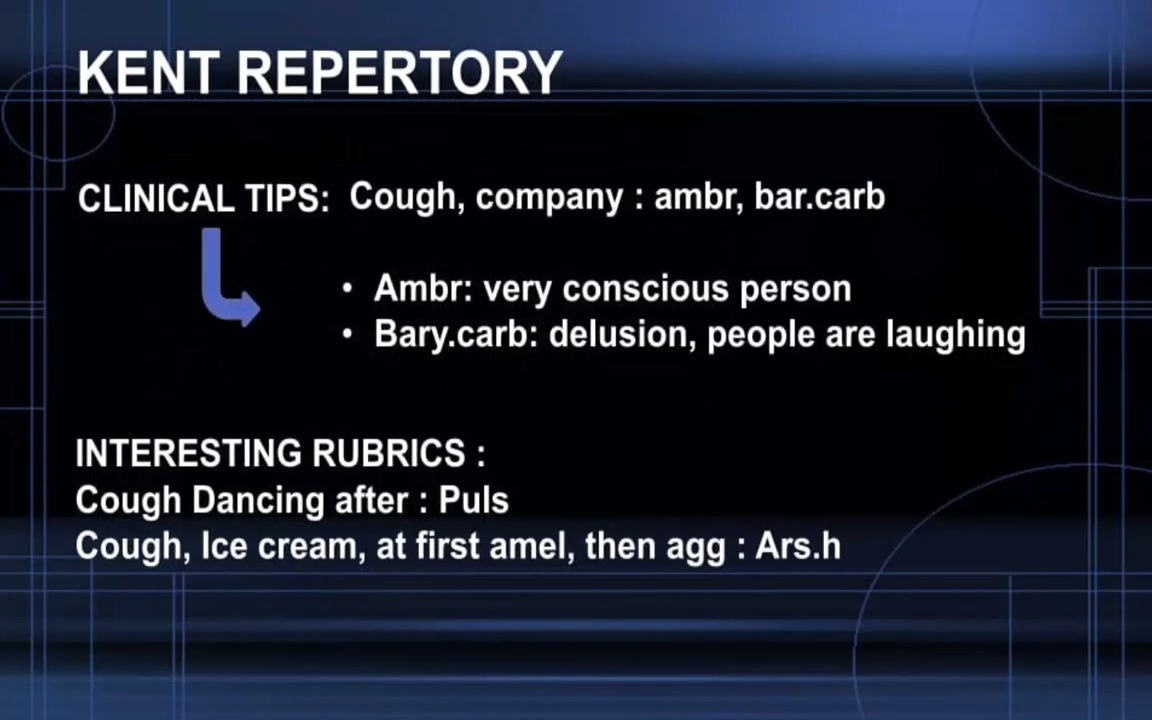 KENT REPERTORY
CLINICAL TIPS: Cough, company : ambr, bar.carb
• Ambr: very conscious person
• Bary.carb: delusion, people are laughing
INTERESTING RUBRICS :
Cough Dancing after : Puls
Cough, Ice cream, at first amel, then agg : Ars.h